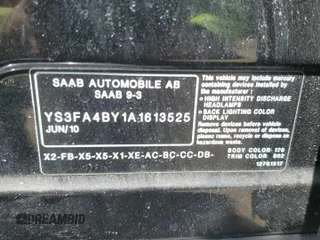 SAAB AUTOMOBILE AB
SAAB 9-3
YS3FA4BY1A1613525
JUN/10
X2-FB-X5-X5-X1-XE-AC-BC-CC-DB-
This vehicle may include mercury
containing devices installed by the
manufacturer :
HIGH INTENSITY DISCHARGE
HEADLAMPS
BACK LIGHTING COLOR
DISPLAY
Remove devices before vehicle
disposal. Upon removal of devices
please reuse, recycle or dispose as
hazardous waste.
BODY COLOR 170
TRIM COLOR
12761317
DREAMBID